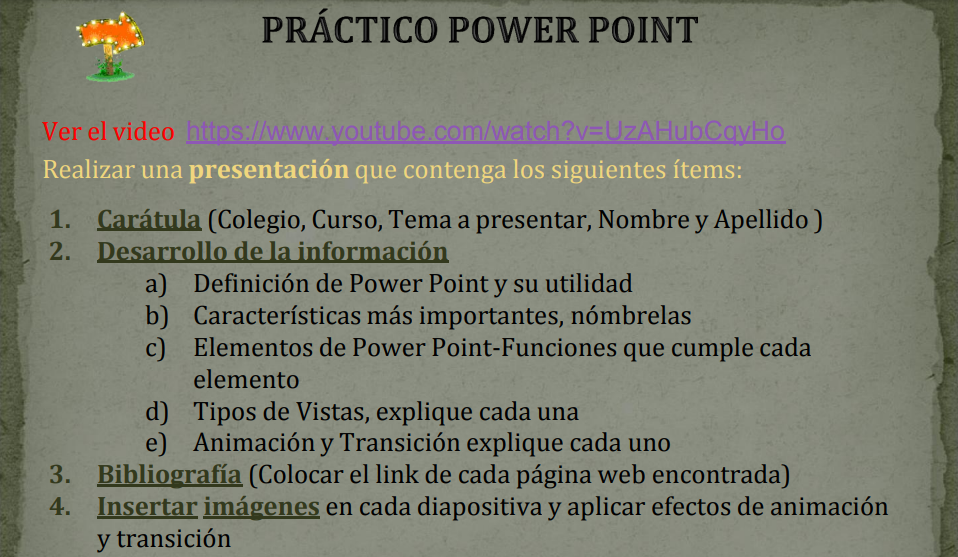 PRÁCTICO POWER POINT
Ver el video https://www.youtube.com/watch?v=UzAHubCqyHo
Realizar una presentación que contenga los siguientes ítems:
1. Carátula (Colegio, Curso, Tema a presentar, Nombre y Apellido )
2. Desarrollo de la información
a) Definición de Power Point y su utilidad
b) Características más importantes, nómbrelas
c) Elementos de Power Point-Funciones que cumple cada
elemento
d) Tipos de Vistas, explique cada una
e) Animación y Transición explique cada uno
3. Bibliografía (Colocar el link de cada página web encontrada)
4. Insertar imágenes en cada diapositiva y aplicar efectos de animación
y transición